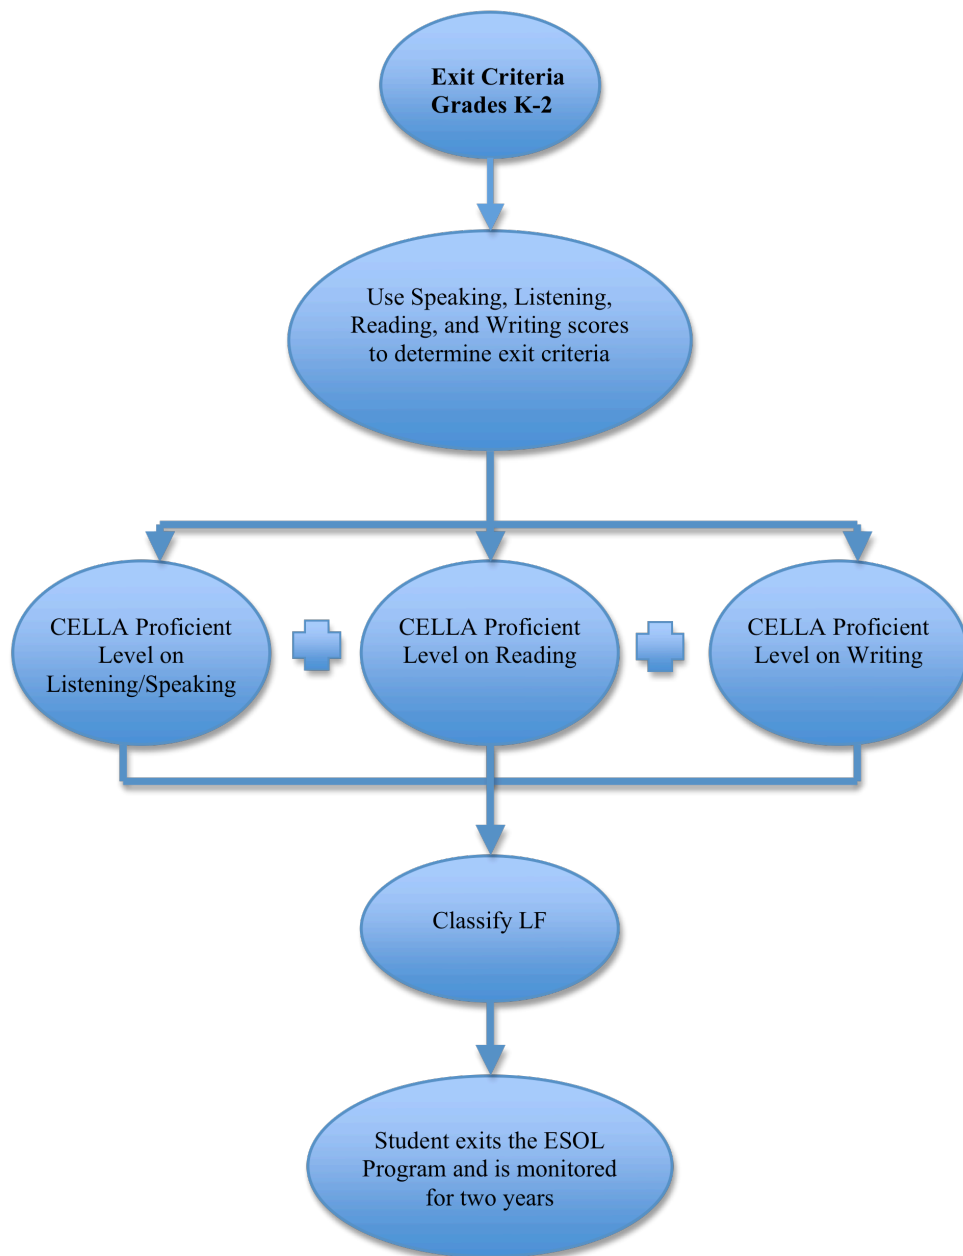 Exit Criteria
Grades K-2
Use Speaking, Listening,
Reading, and Writing scores
to determine exit criteria
CELLA Proficient
Level on
Listening/Speaking
CELLA Proficient
Level on Reading
CELLA Proficient
Level on Writing
Classify LF
Student exits the ESOL
Program and is monitored
for two years